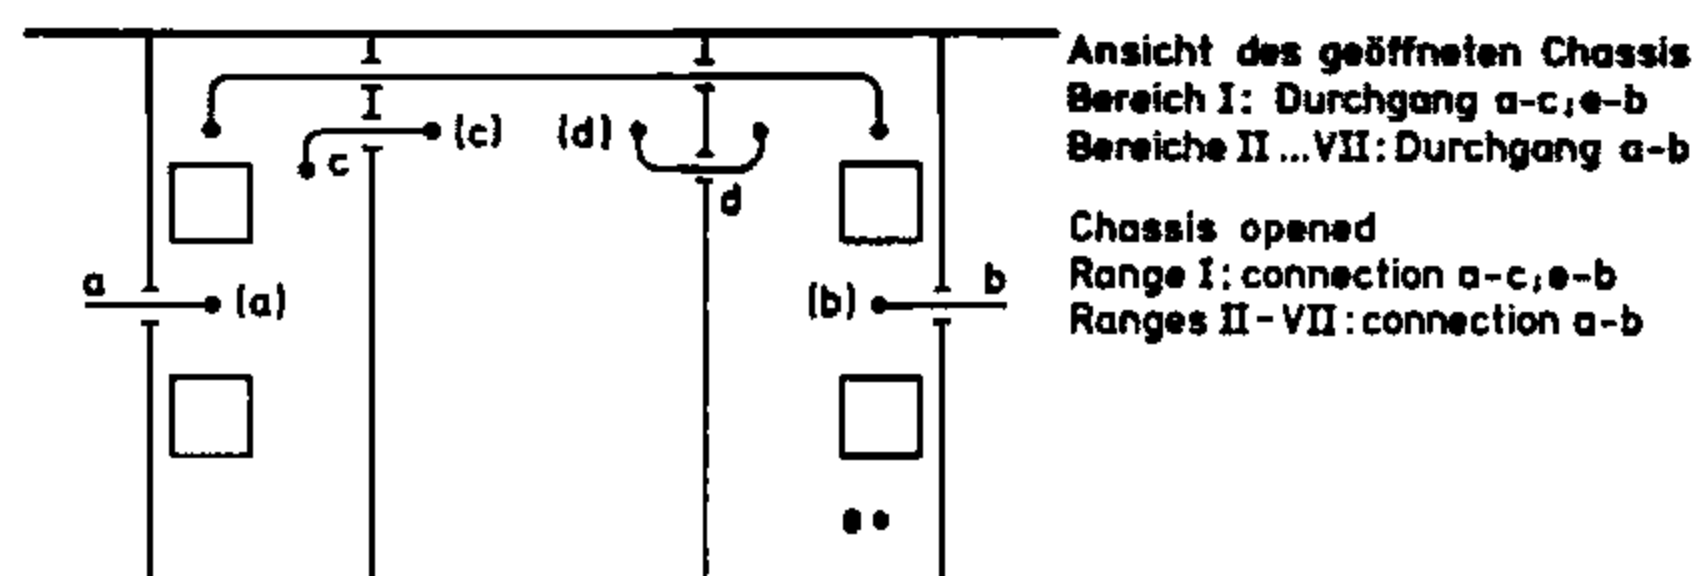 Ansicht des geöffneten Chassis
Bereich I: Durchgang a-c; e-b
Bereiche II ... VII: Durchgang a-b
Chassis opened
Range I: connection a-c; e-b
Ranges II - VII: connection a-b
(c)
(d)
c
d
a
(a)
(b)
b
e